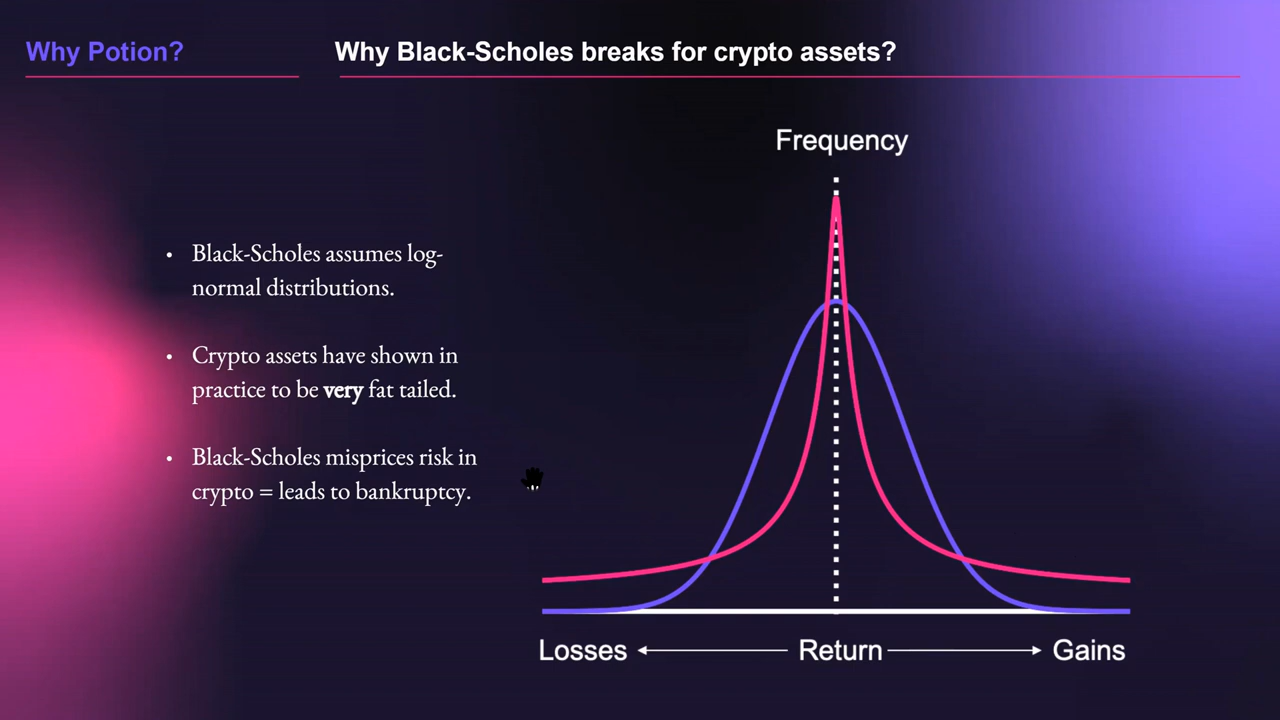 Why Potion?
Why Black-Scholes breaks for crypto assets?
Frequency
• Black-Scholes assumes log-
normal distributions.
• Crypto assets have shown in
practice to be very fat tailed.
• Black-Scholes misprices risk in
crypto = leads to bankruptcy.
Losses
Return
Gains